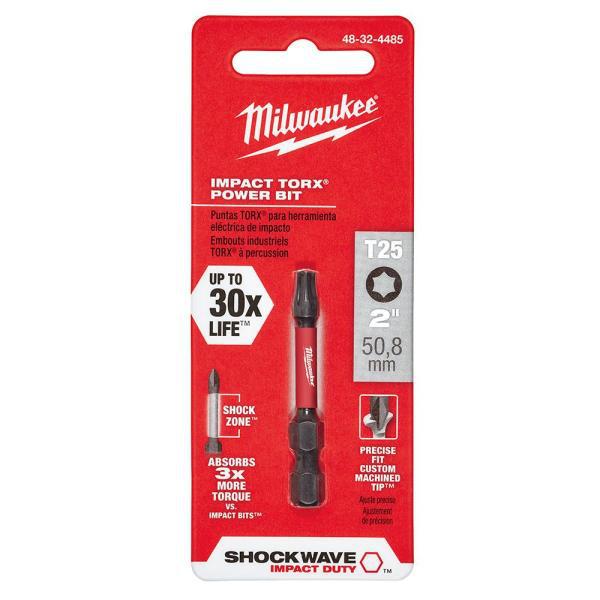 48-32-4485
Milwaukee®
IMPACT TORX®
POWER BIT
Puntas TORX® para herramienta
eléctrica de impacto
Embouts industriels
TORX® à percussion
T25
2"
50,8
mm
UP TO
30x
LIFE™
Milwaukee
SHOCK
ZONE™
ABSORBS
3x
MORE
TORQUE
VS.
IMPACT BITS™
PRECISE
FIT
CUSTOM
MACHINED
TIP™
Ajuste preciso
Ajustement
de précision
SHOCKWAVE™
IMPACT DUTY